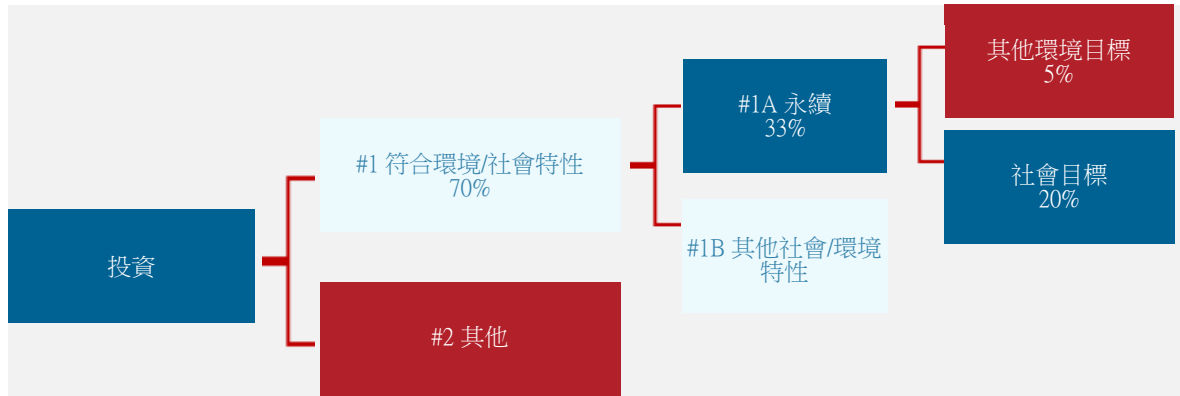 投資
#1 符合環境/社會特性
70%
#2 其他
#1A 永續
33%
#1B 其他社會/環境
特性
其他環境目標
5%
社會目標
20%